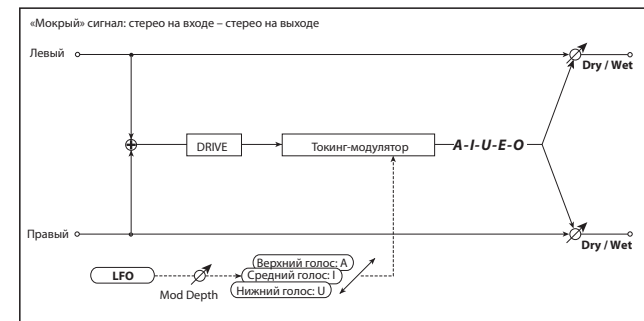 «Мокрый» сигнал: стерео на входе – стерео на выходе
Левый
Dry / Wet
DRIVE
Токинг-модулятор
A-I-U-E-O
Правый
Dry / Wet
LFO
Mod Depth
Верхний голос: A
Средний голос: I
Нижний голос: U